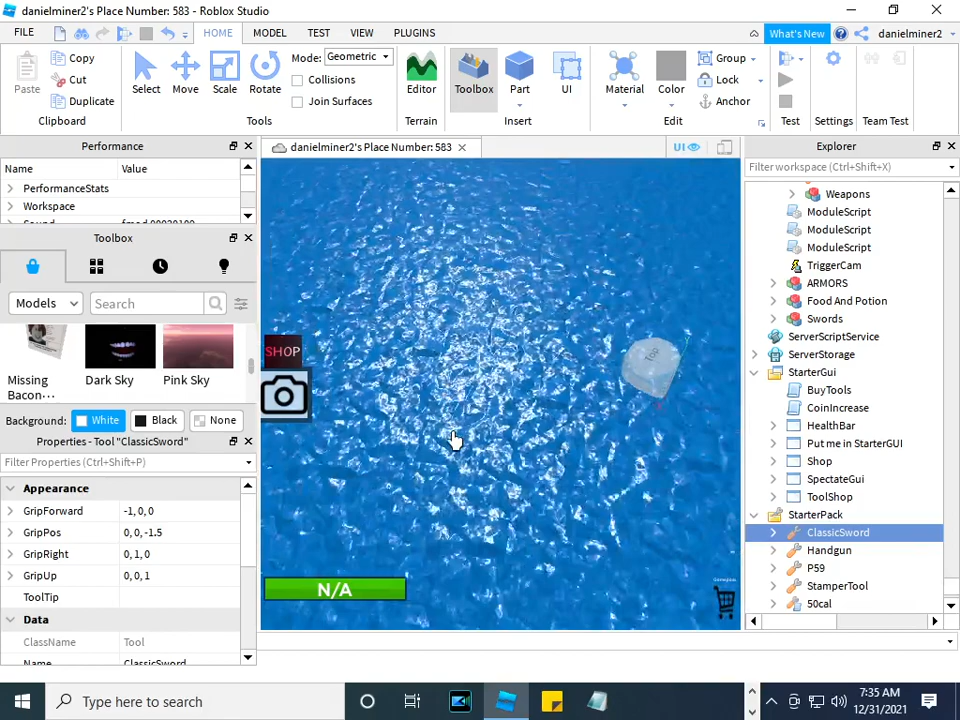 danielminer2's Place Number: 583 - Roblox Studio
FILE HOME MODEL TEST VIEW PLUGINS What's New danielminer2
Paste Copy Cut Duplicate
Clipboard
Select Move Scale Rotate
Mode: Geometric
Collisions
Join Surfaces
Tools
Editor
Terrain
Toolbox Part UI
Insert
Material Color Group Lock Anchor
Edit
Test
Settings
Team Test
Performance
Name Value
PerformanceStats
Workspace
Toolbox
Models Search
Missing Bacon...
Dark Sky
Pink Sky
Background: White Black None
Properties - Tool "ClassicSword"
Filter Properties (Ctrl+Shift+P)
Appearance
GripForward -1, 0, 0
GripPos 0, 0, -1.5
GripRight 0, 1, 0
GripUp 0, 0, 1
ToolTip
Data
ClassName Tool
Name ClassicSword
danielminer2's Place Number: 583
UI
SHOP
Top
N/A
Explorer
Filter workspace (Ctrl+Shift+X)
Weapons
ModuleScript
ModuleScript
ModuleScript
TriggerCam
ARMORS
Food And Potion
Swords
ServerScriptService
ServerStorage
StarterGui
BuyTools
CoinIncrease
HealthBar
Put me in StarterGUI
Shop
SpectateGui
ToolShop
StarterPack
ClassicSword
Handgun
P59
StamperTool
50cal
Type here to search
7:35 AM
12/31/2021